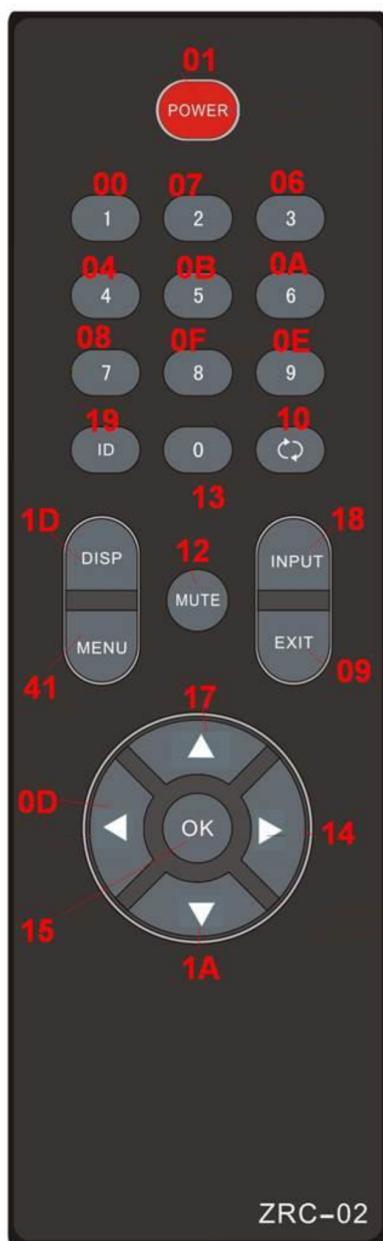 01
POWER
00 07 06
1 2 3
04 0B 0A
4 5 6
08 0F 0E
7 8 9
19 10
ID 0
13
1D 12 18
DISP MUTE INPUT
MENU EXIT
41 09
17
0D
OK
14
15
1A
ZRC-02